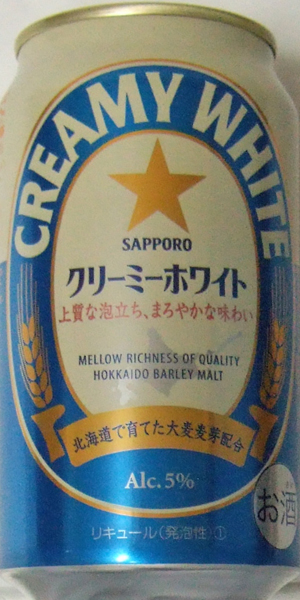 CREAMY WHITE
SAPPORO
クリーミーホワイト
上質な泡立ち、まろやかな味わい
MELLOW RICHNESS OF QUALITY
HOKKAIDO BARLEY MALT
北海道で育てた大麦麦芽配合
Alc.5%
お酒
リキュール(発泡性)①